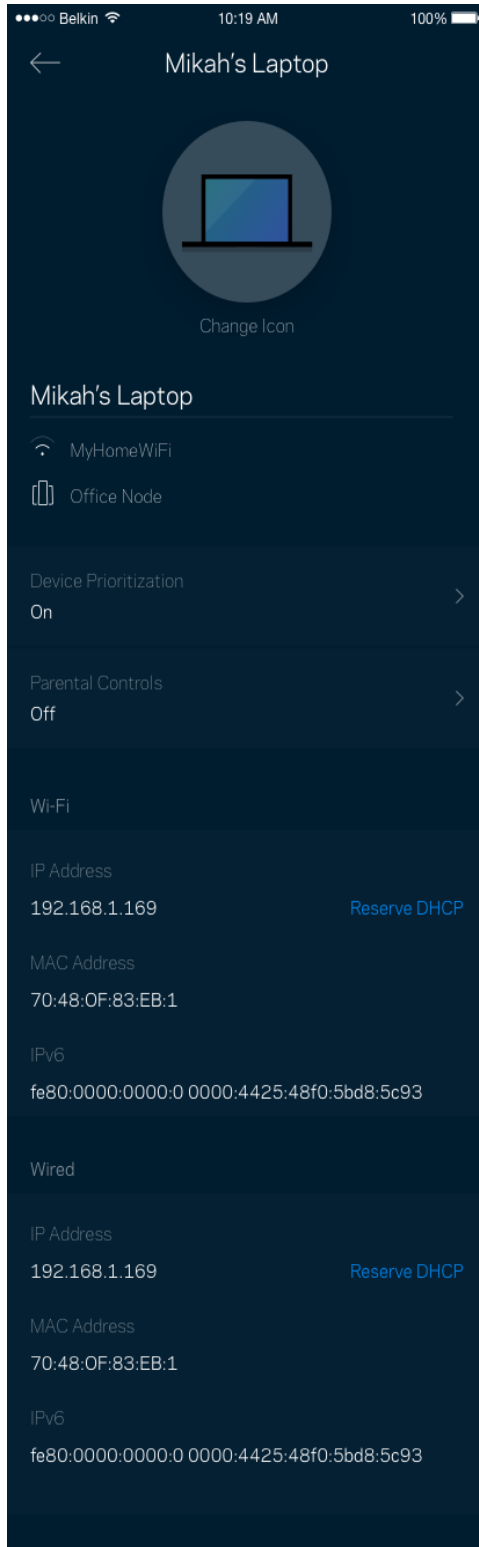 Belkin 10:19 AM 100%
Mikah's Laptop
Change Icon
Mikah's Laptop
MyHomeWiFi
Office Node
Device Prioritization
On
Parental Controls
Off
Wi-Fi
IP Address
192.168.1.169 Reserve DHCP
MAC Address
70:48:0F:83:EB:1
IPv6
fe80:0000:0000:0 0000:4425:48f0:5bd8:5c93
Wired
IP Address
192.168.1.169 Reserve DHCP
MAC Address
70:48:0F:83:EB:1
IPv6
fe80:0000:0000:0 0000:4425:48f0:5bd8:5c93